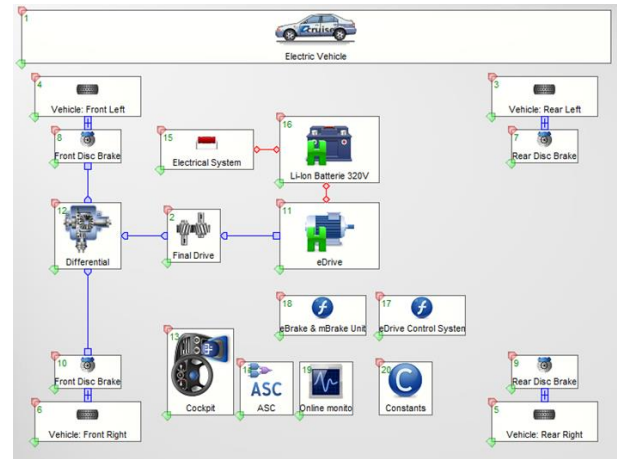 1
cruise
Electric Vehicle
4
Vehicle: Front Left
3
Vehicle: Rear Left
8
Front Disc Brake
15
Electrical System
16
H
Li-Ion Batterie 320V
7
Rear Disc Brake
12
Differential
2
Final Drive
11
H
eDrive
18
eBrake & mBrake Unit
17
eDrive Control System
13
Cockpit
ASC
ASC
19
Online monito
20
C
Constants
10
Front Disc Brake
9
Rear Disc Brake
6
Vehicle: Front Right
5
Vehicle: Rear Right